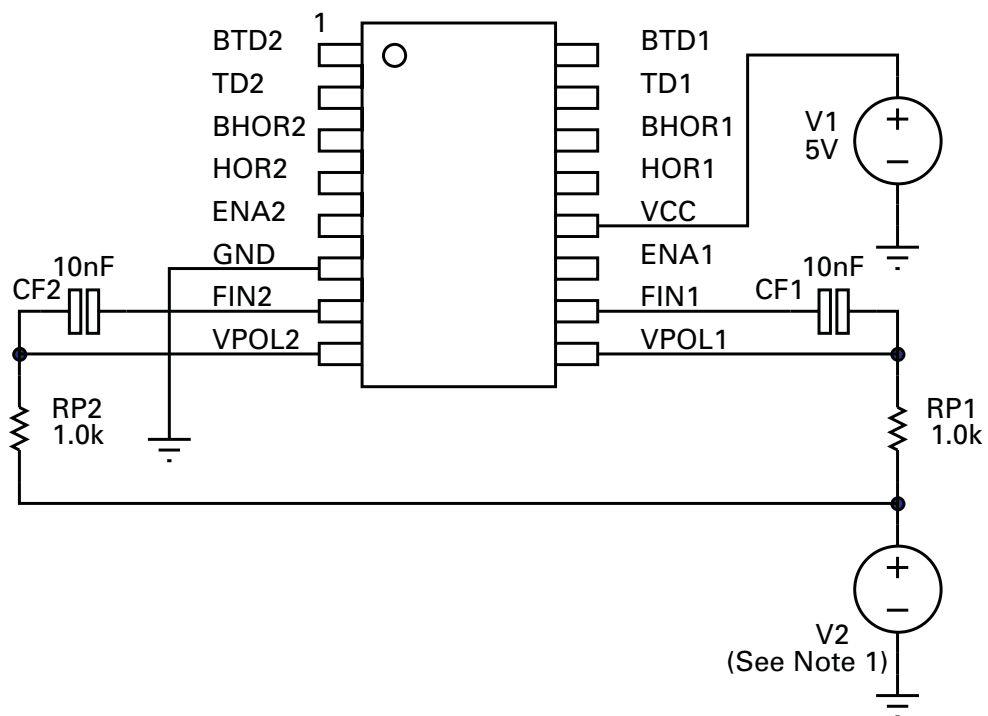 1
BTD2
BTD1
TD2
TD1
BHOR2
BHOR1
V1
5V
HOR2
HOR1
ENA2
VCC
GND
ENA1
10nF
10nF
CF2
CF1
FIN2
FIN1
VPOL2
VPOL1
RP2
1.0k
RP1
1.0k
V2
(See Note 1)